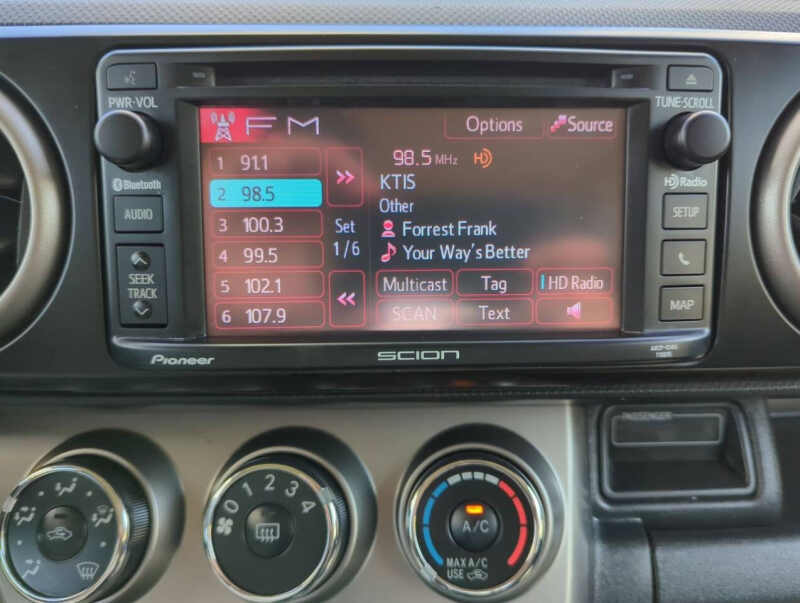 PWR·VOL
TUNE·SCROLL
Bluetooth
AUDIO
SEEK
TRACK
HD Radio
SETUP
MAP
FM
Options
Source
1 91.1
2 98.5
3 100.3
4 99.5
5 102.1
6 107.9
Set
1/6
98.5 MHz HD
KTIS
Other
Forrest Frank
Your Way's Better
Multicast
Tag
HD Radio
SCAN
Text
Pioneer
SCION
PASSENGER
0 1 2 3 4
A/C
MAX A/C
USE